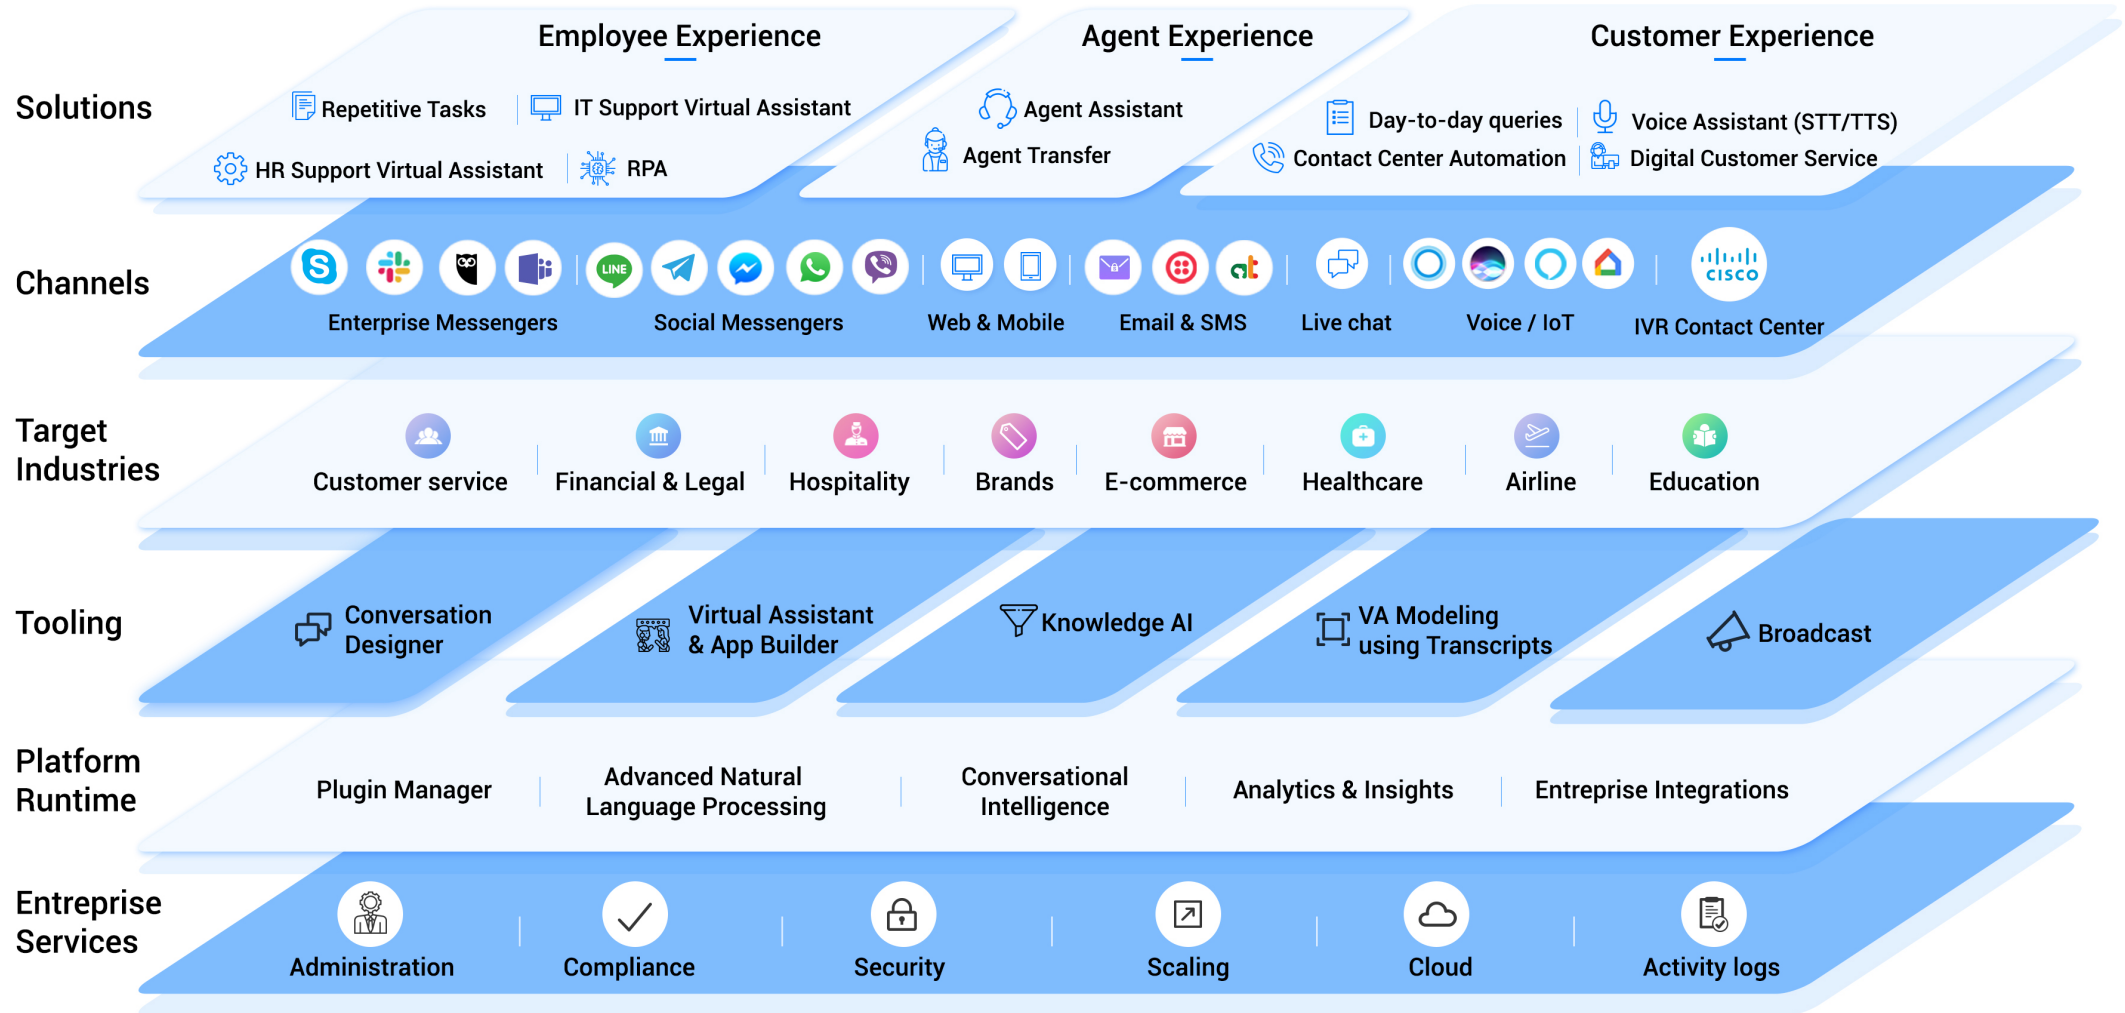 Employee Experience
Agent Experience
Customer Experience
Solutions
Repetitive Tasks
IT Support Virtual Assistant
HR Support Virtual Assistant
RPA
Agent Assistant
Agent Transfer
Day-to-day queries
Voice Assistant (STT/TTS)
Contact Center Automation
Digital Customer Service
Channels
S
LINE
at
CISCO
Enterprise Messengers
Social Messengers
Web & Mobile
Email & SMS
Live chat
Voice / IoT
IVR Contact Center
Target
Industries
Customer service
Financial & Legal
Hospitality
Brands
E-commerce
Healthcare
Airline
Education
Tooling
Conversation
Designer
Virtual Assistant
& App Builder
Knowledge AI
VA Modeling
using Transcripts
Broadcast
Platform
Runtime
Plugin Manager
Advanced Natural
Language Processing
Conversational
Intelligence
Analytics & Insights
Entreprise Integrations
Entreprise
Services
Administration
Compliance
Security
Scaling
Cloud
Activity logs